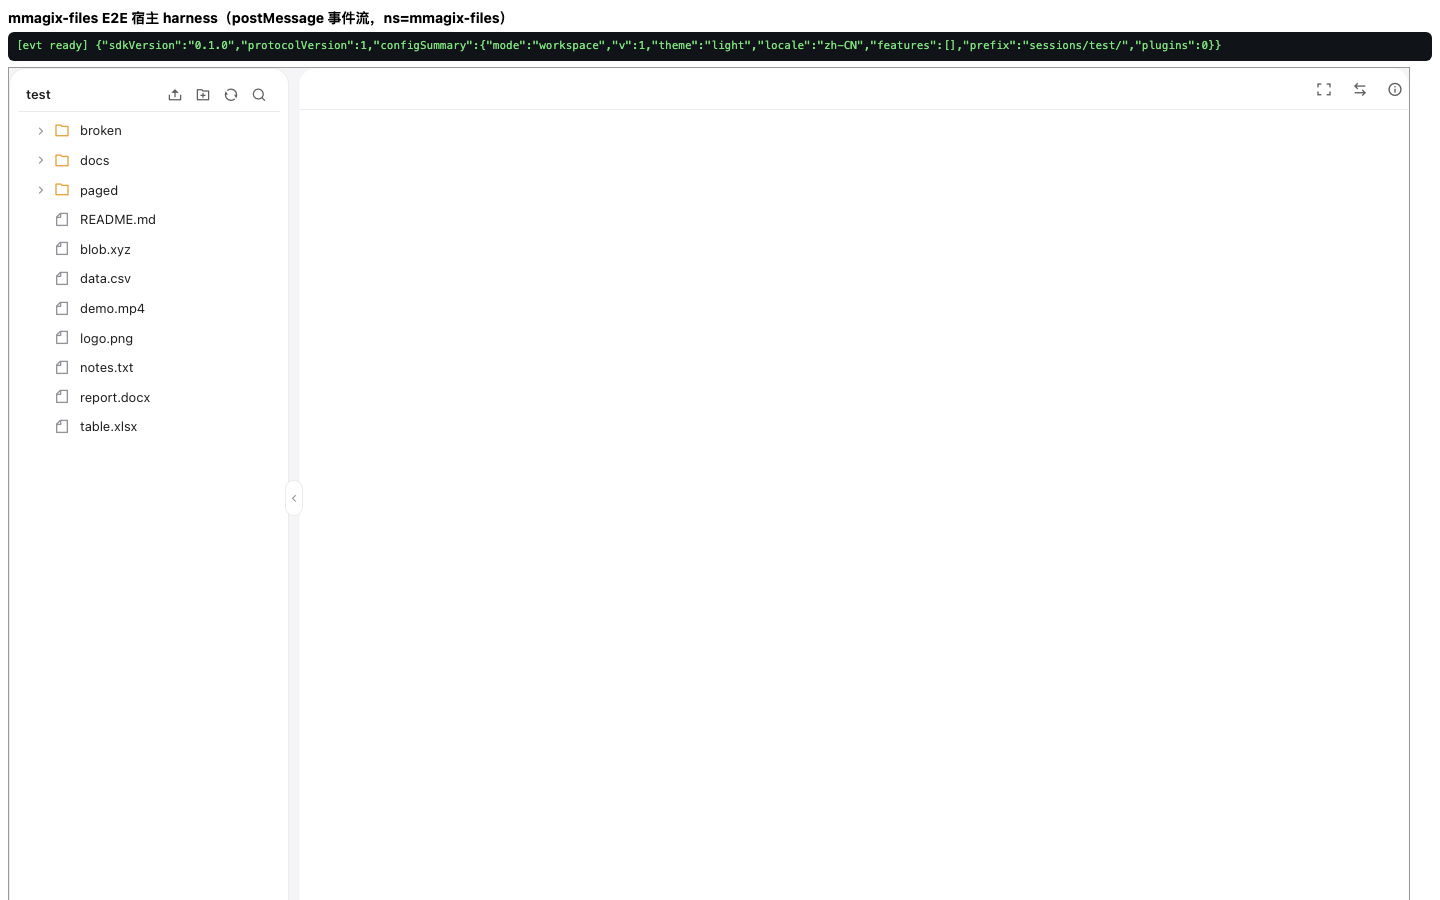 mmagix-files E2E 宿主 harness（postMessage 事件流，ns=mmagix-files）
[evt ready] {"sdkVersion":"0.1.0","protocolVersion":1,"configSummary":{"mode":"workspace","v":1,"theme":"light","locale":"zh-CN","features":[],"prefix":"sessions/test/","plugins":0}}
test
broken
docs
paged
README.md
blob.xyz
data.csv
demo.mp4
logo.png
notes.txt
report.docx
table.xlsx